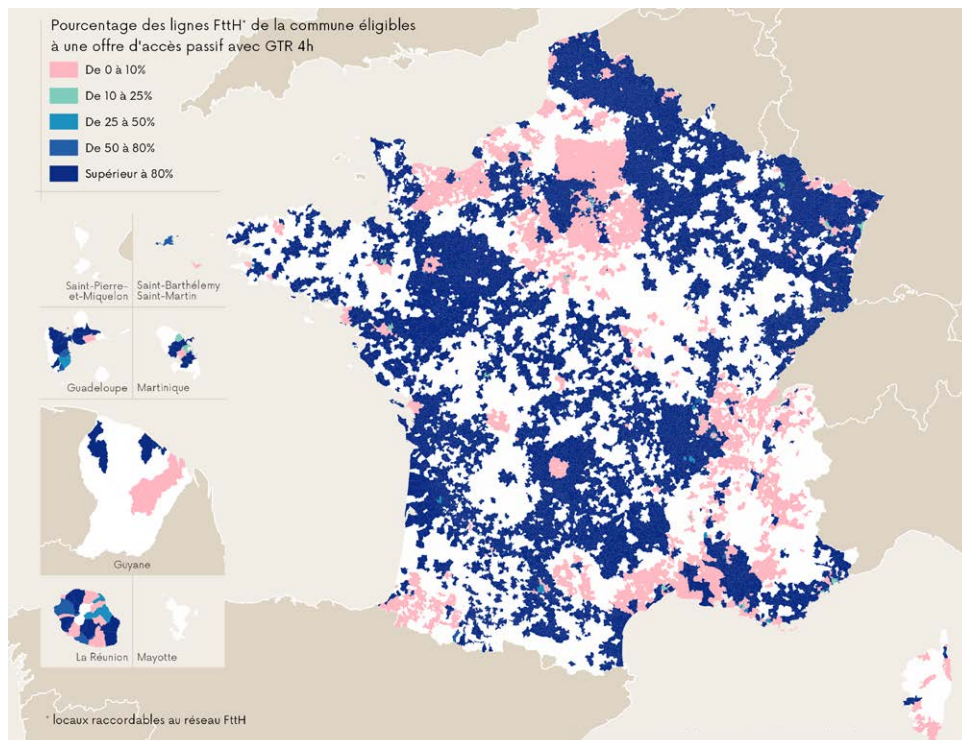 Pourcentage des lignes FttH* de la commune éligibles
à une offre d'accès passif avec GTR 4h
De 0 à 10%
De 10 à 25%
De 25 à 50%
De 50 à 80%
Supérieur à 80%
Saint-Pierre-
et-Miquelon
Saint-Barthélemy
Saint-Martin
Guadeloupe
Martinique
Guyane
La Réunion
Mayotte
* locaux raccordables au réseau FttH